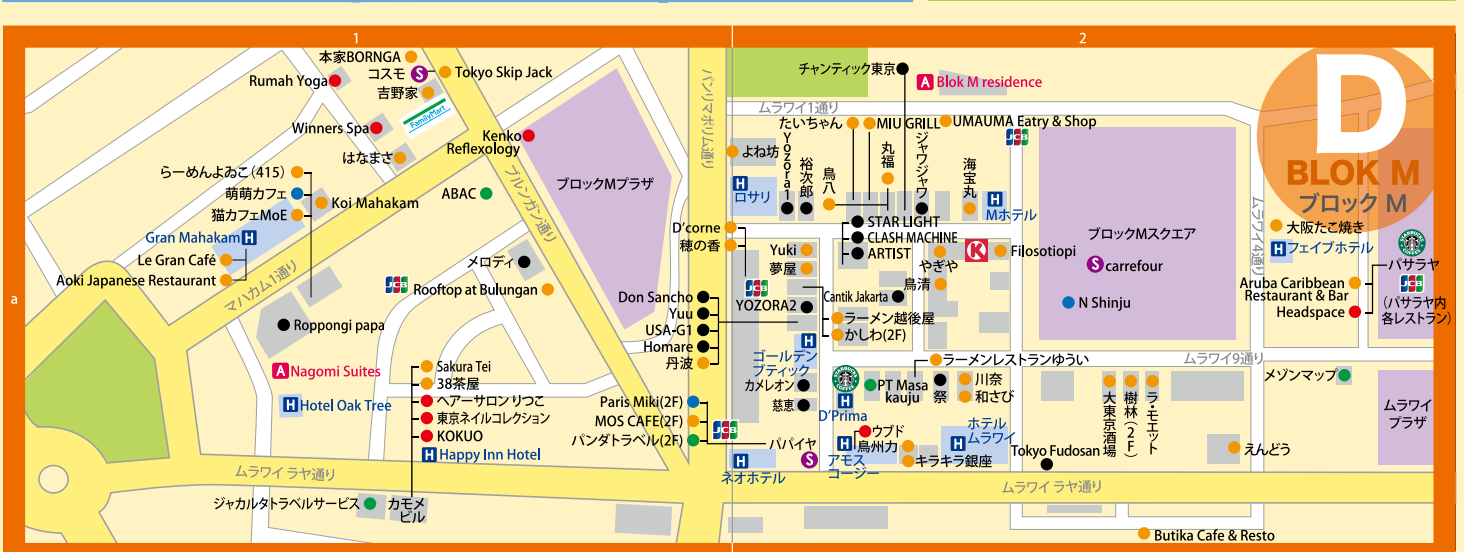 1
2
a
D
BLOK M
ブロック M
本家BORNGA
コスモ
S
Tokyo Skip Jack
吉野家
FamilyMart
Rumah Yoga
Winners Spa
はなまさ
Kenko
Reflexology
らーめんよゐこ(415)
萌萌カフェ
猫カフェMoE
Koi Mahakam
Gran Mahakam
H
Le Gran Café
Aoki Japanese Restaurant
マハカム1通り
ABAC
メロディ
JCB
Rooftop at Bulungan
Roppongi papa
A
Nagomi Suites
H
Hotel Oak Tree
Sakura Tei
38茶屋
ヘアーサロン りつこ
東京ネイルコレクション
KOKUO
H
Happy Inn Hotel
ムラワイ ラヤ通り
ジャカルタトラベルサービス
カモメ
ビル
ブルンガン通り
ブロックMプラザ
パンリマポリム通り
D'corne
穂の香
Don Sancho
Yuu
USA-G1
Homare
丹波
Paris Miki(2F)
MOS CAFE(2F)
パンダトラベル(2F)
JCB
パパイヤ
S
H
ネオホテル
チャンティック東京
A
Blok M residence
ムラワイ1通り
たいちゃん
MIU GRILL
UMAUMA Eatry & Shop
JCB
よね坊
Yozora1
裕次郎
鳥八
丸福
ジャワジャワ
海宝丸
H
ロサリ
H
Mホテル
STAR LIGHT
CLASH MACHINE
ARTIST
やぎや
K
Filosotiopi
鳥清
Yuki
夢屋
JCB
YOZORA2
Cantik Jakarta
ラーメン越後屋
かしわ(2F)
H
ゴールデン
ブティック
カメレオン
慈恵
STARBUCKS COFFEE
H
D'Prima
PT Masa
kauju
祭
ラーメンレストランゆうい
川奈
和さび
ウブド
H
アモス
コージー
鳥州力
キラキラ銀座
H
ホテル
ムラワイ
ブロックMスクエア
S
carrefour
N Shinju
ムラワイ4通り
ムラワイ9通り
大阪たこ焼き
H
フェイブホテル
Aruba Caribbean
Restaurant & Bar
Headspace
パサラヤ
JCB
(パサラヤ内
各レストラン)
メゾンマップ
ムラワイ
プラザ
大東京酒場
樹林(2F)
ラ・モエット
えんどう
Tokyo Fudosan
ムラワイ ラヤ通り
Butika Cafe & Resto